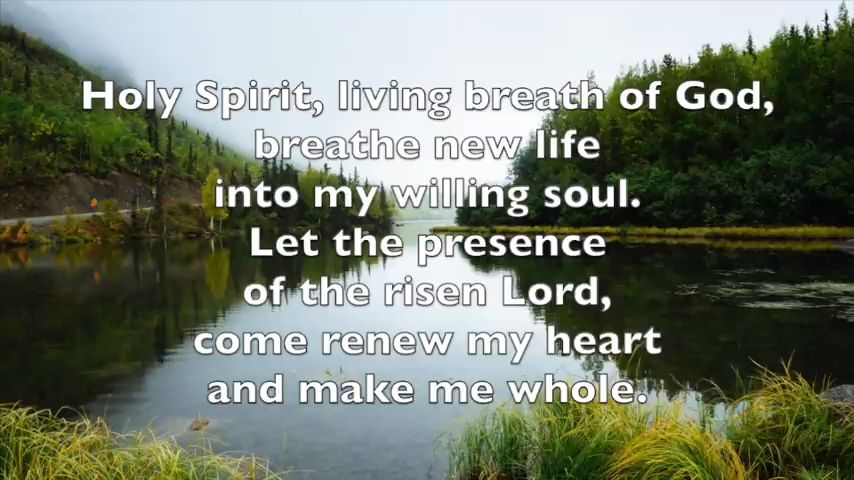 Holy Spirit, living breath of God,
breathe new life
into my willing soul.
Let the presence
of the risen Lord,
come renew my heart
and make me whole.